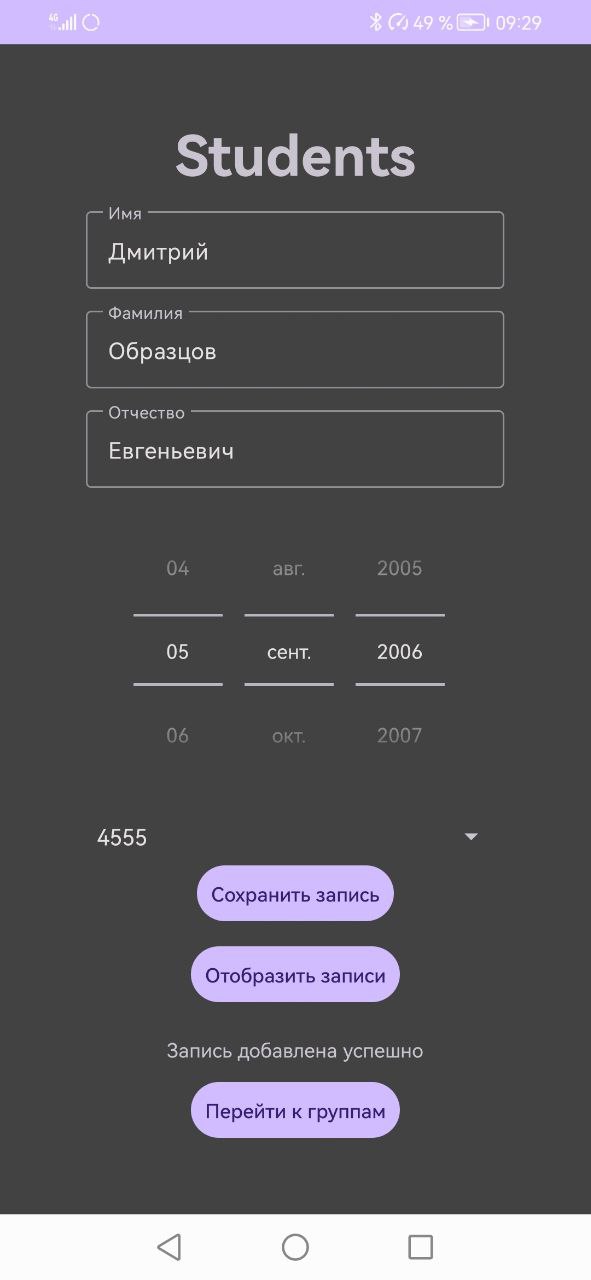 4G 49 % 09:29
Students
Имя
Дмитрий
Фамилия
Образцов
Отчество
Евгеньевич
04 авг. 2005
05 сент. 2006
06 окт. 2007
4555
Сохранить запись
Отобразить записи
Запись добавлена успешно
Перейти к группам